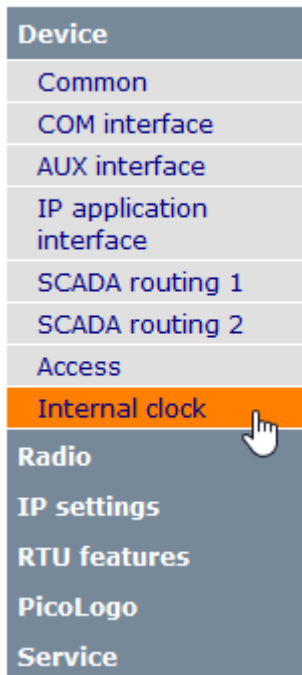 Device
Common
COM interface
AUX interface
IP application
interface
SCADA routing 1
SCADA routing 2
Access
Internal clock
Radio
IP settings
RTU features
PicoLogo
Service